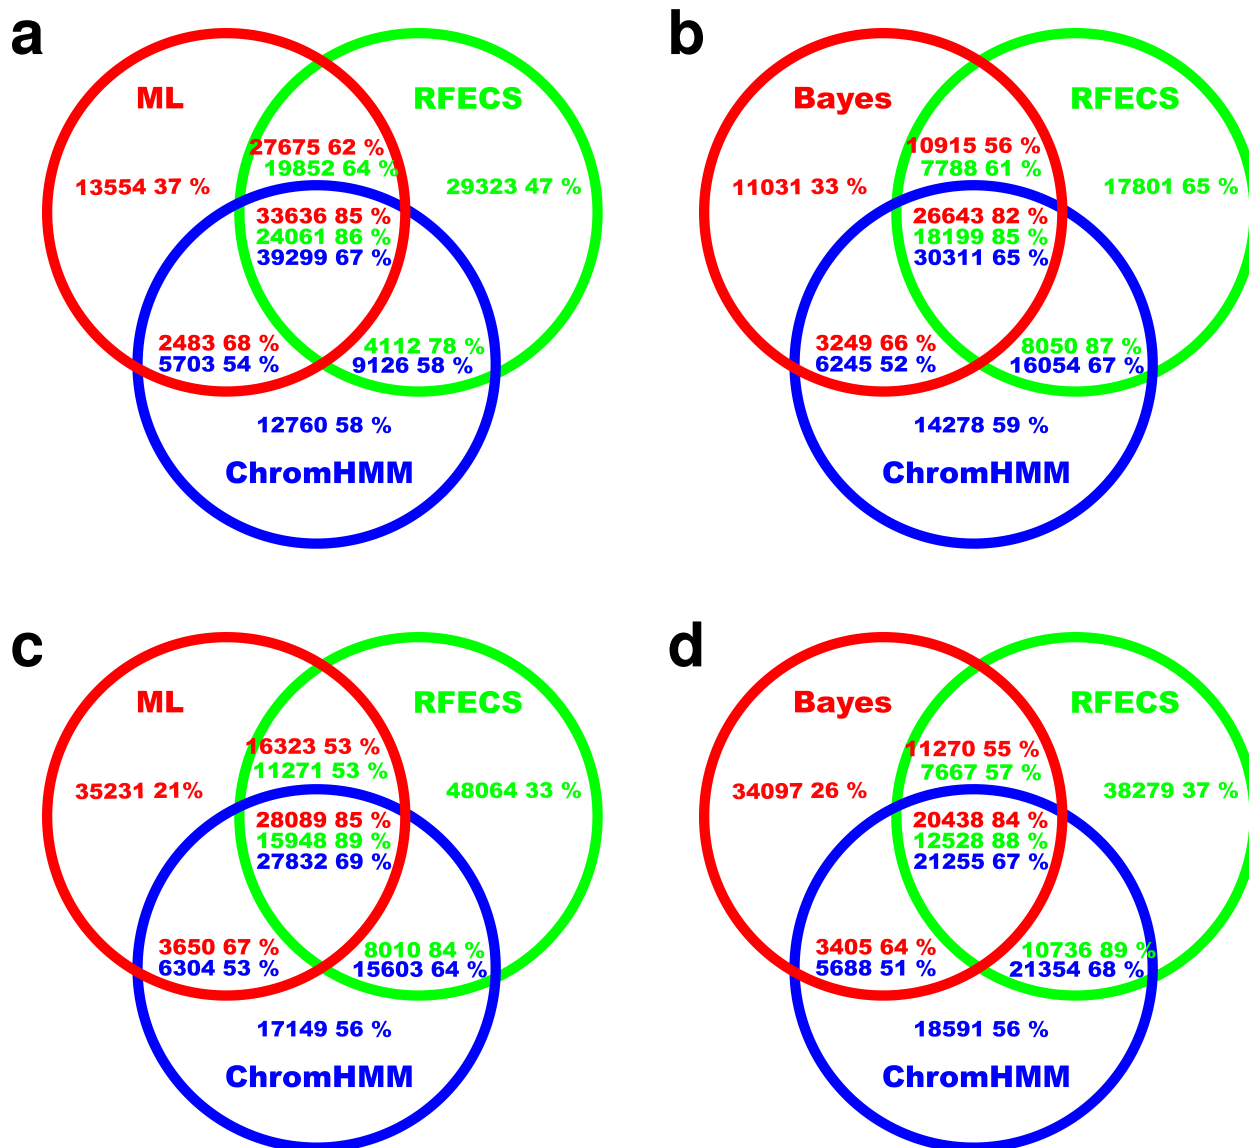 a
ML
RFECS
27675 62 %
19852 64 %
13554 37 %
29323 47 %
33636 85 %
24061 86 %
39299 67 %
2483 68 %
5703 54 %
4112 78 %
9126 58 %
12760 58 %
ChromHMM
b
Bayes
RFECS
10915 56 %
7788 61 %
11031 33 %
17801 65 %
26643 82 %
18199 85 %
30311 65 %
3249 66 %
6245 52 %
8050 87 %
16054 67 %
14278 59 %
ChromHMM
c
ML
RFECS
16323 53 %
11271 53 %
35231 21%
48064 33 %
28089 85 %
15948 89 %
27832 69 %
3650 67 %
6304 53 %
8010 84 %
15603 64 %
17149 56 %
ChromHMM
d
Bayes
RFECS
11270 55 %
7667 57 %
34097 26 %
38279 37 %
20438 84 %
12528 88 %
21255 67 %
3405 64 %
5688 51 %
10736 89 %
21354 68 %
18591 56 %
ChromHMM